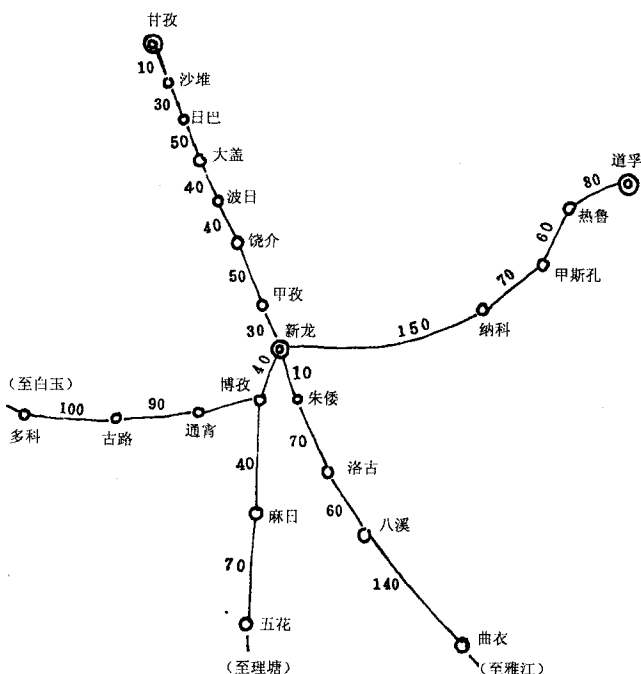 甘孜
10
沙堆
30
日巴
50
大盖
40
波日
40
饶介
50
甲孜
30
新龙
道孚
80
热鲁
60
甲斯孔
70
纳科
150
40
10
（至白玉）
多科
100
古路
90
通宵
博孜
朱倭
40
麻日
70
五花
（至理塘）
70
洛古
60
八溪
140
曲衣
（至雅江）